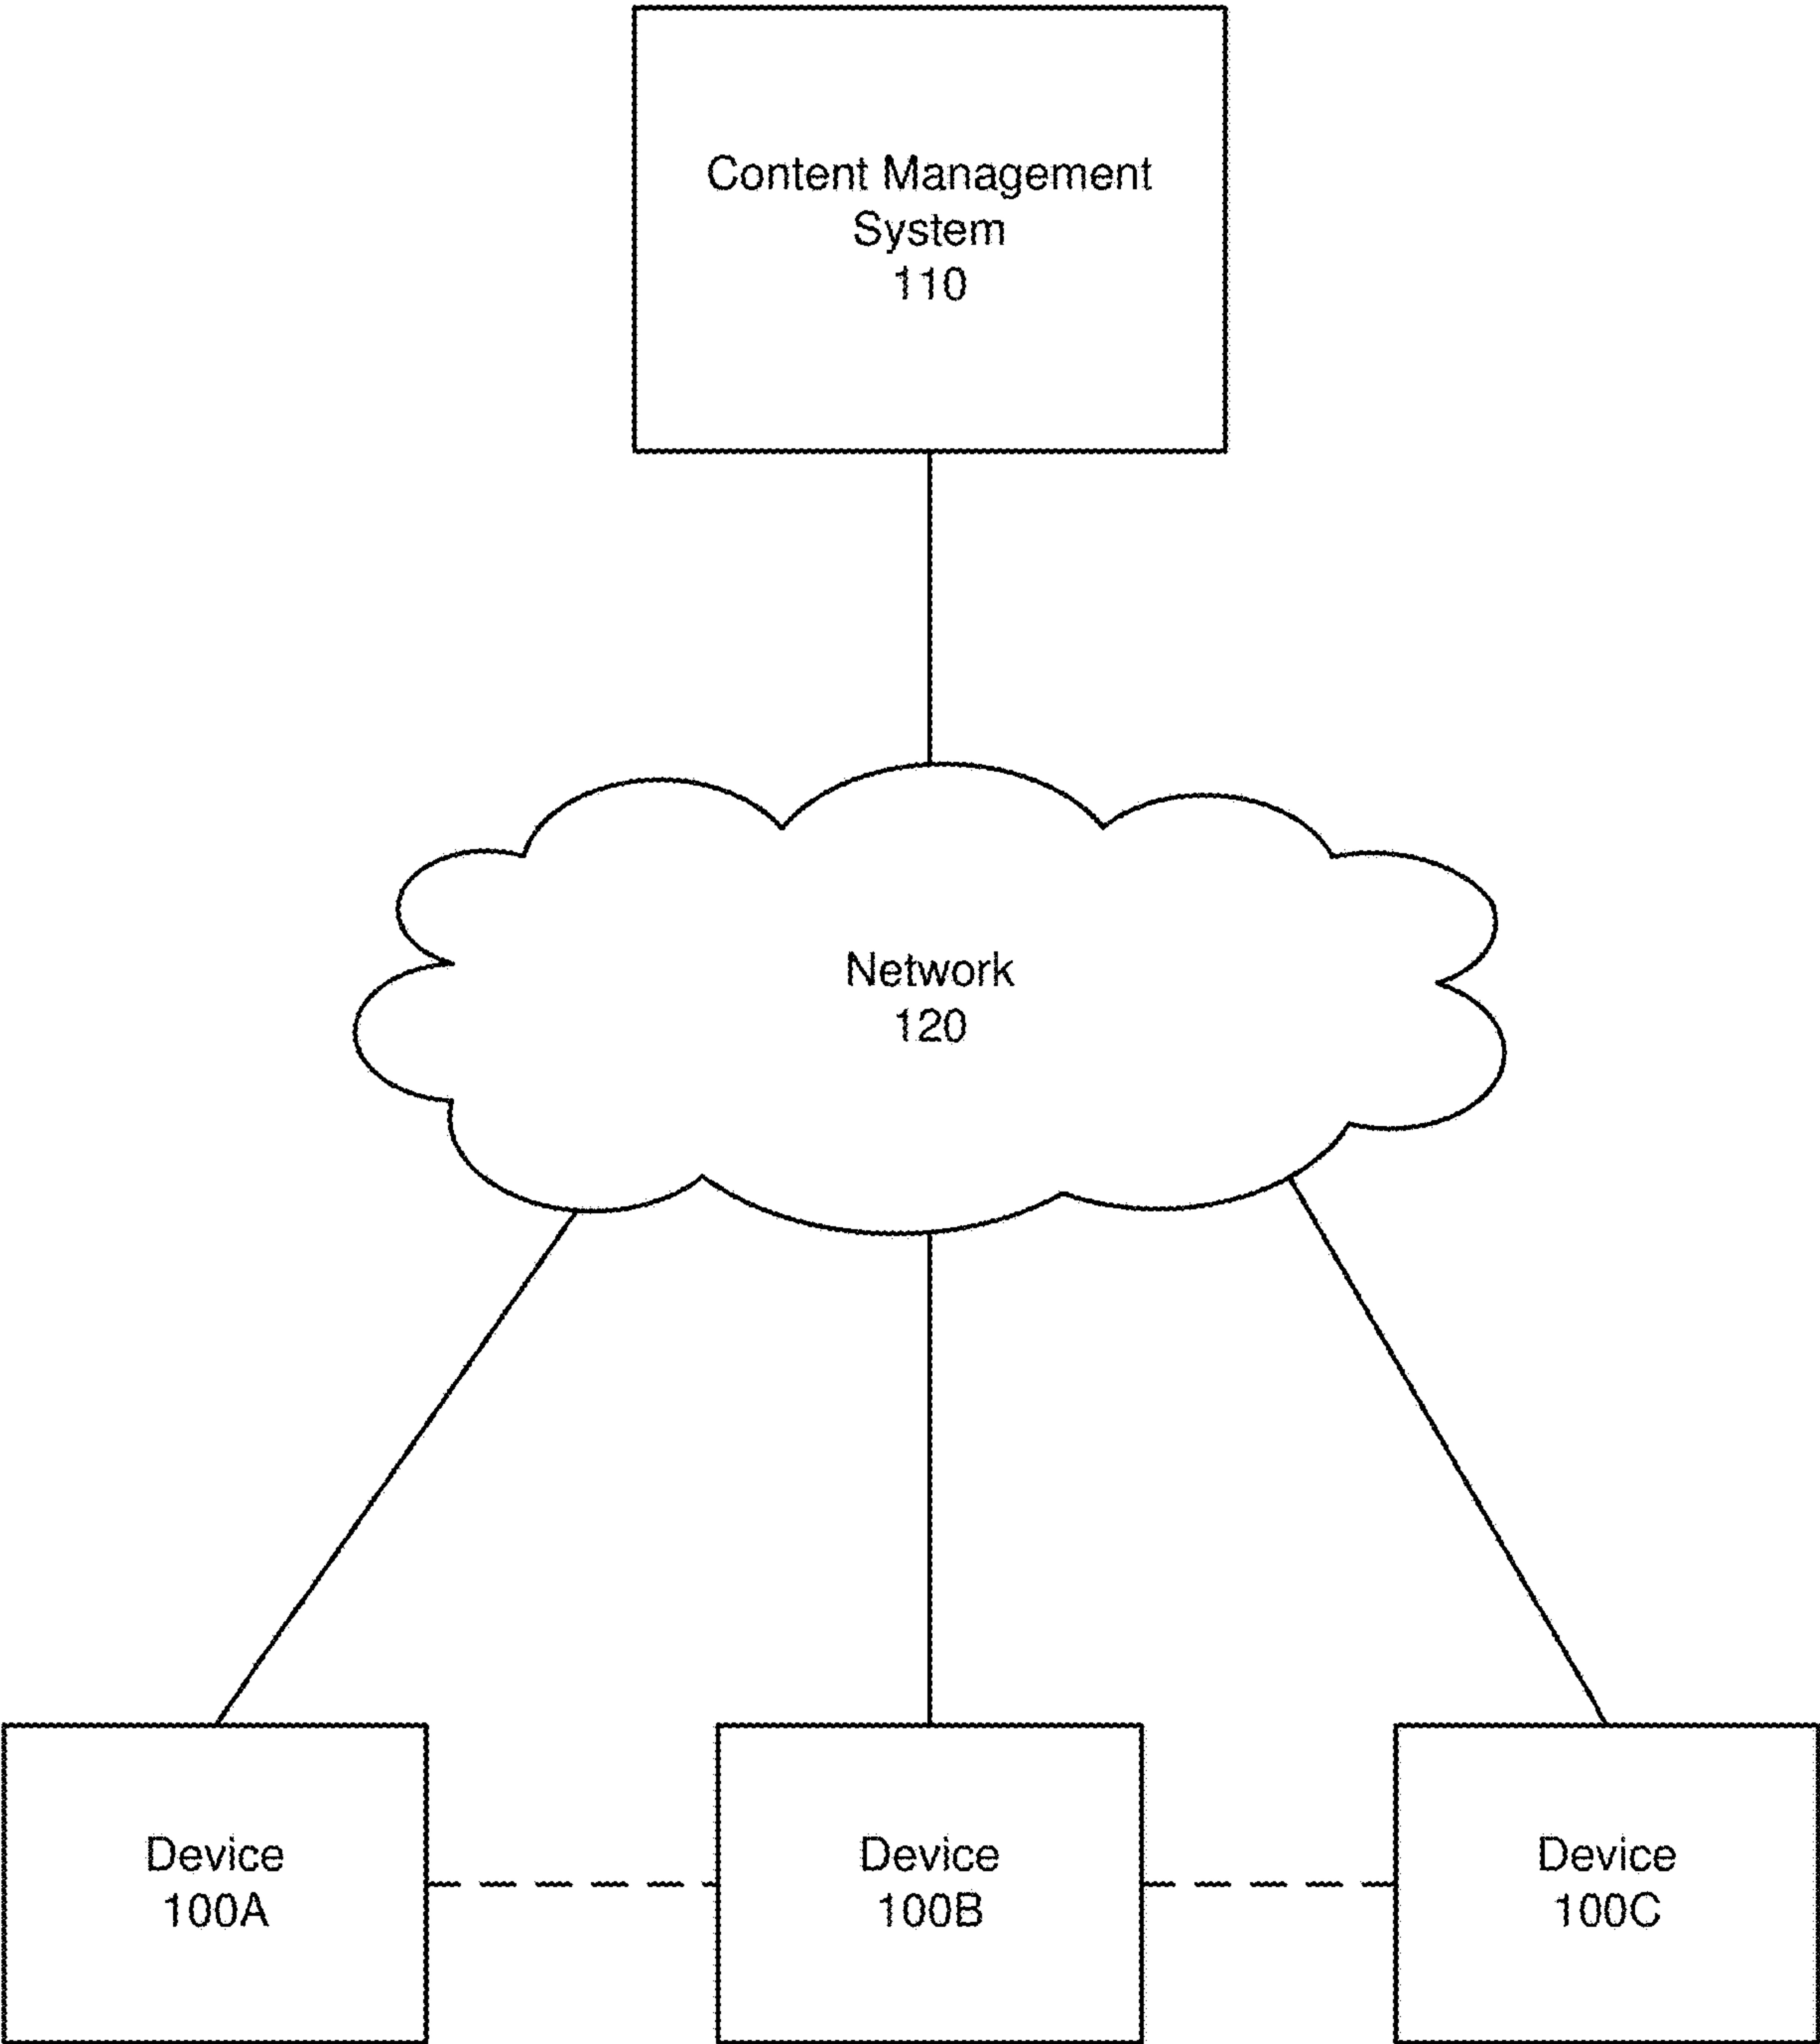 Content Management
System
110
Network
120
Device
100A
Device
100B
Device
100C